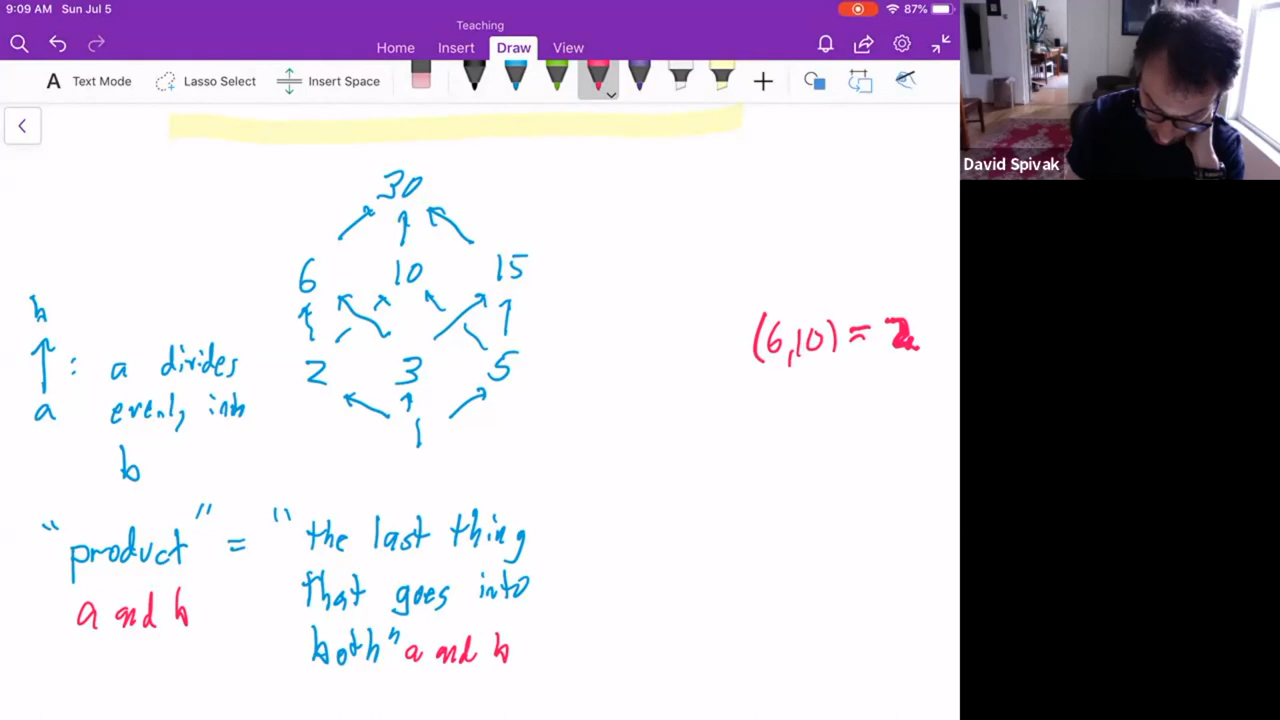 9:09 AM Sun Jul 5
87%
Teaching
Home Insert Draw View
A Text Mode Lasso Select Insert Space
David Spivak
30
6 10 15
2 3 5
1
b
a
: a divides
evenly into
b
(6,10) = 2
"product" = "the last thing
that goes into
both" a and b
a and b